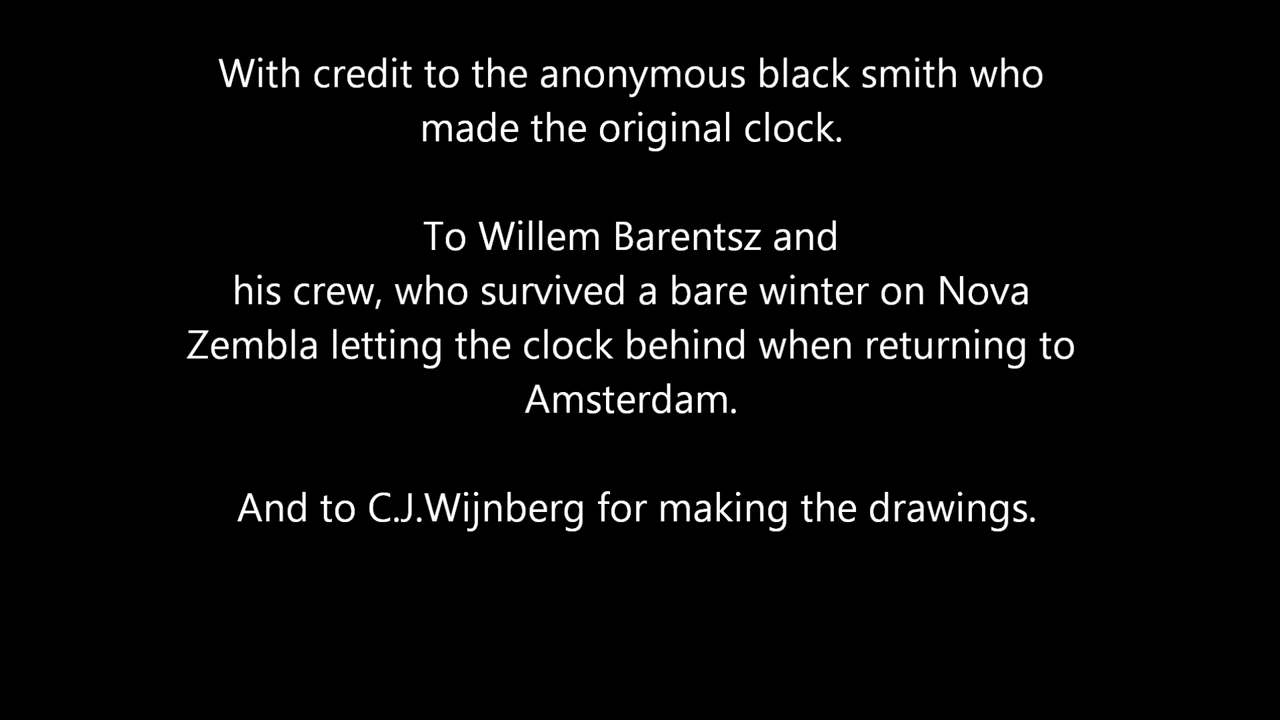 With credit to the anonymous black smith who
made the original clock.
To Willem Barentsz and
his crew, who survived a bare winter on Nova
Zembla letting the clock behind when returning to
Amsterdam.
And to C.J.Wijnberg for making the drawings.